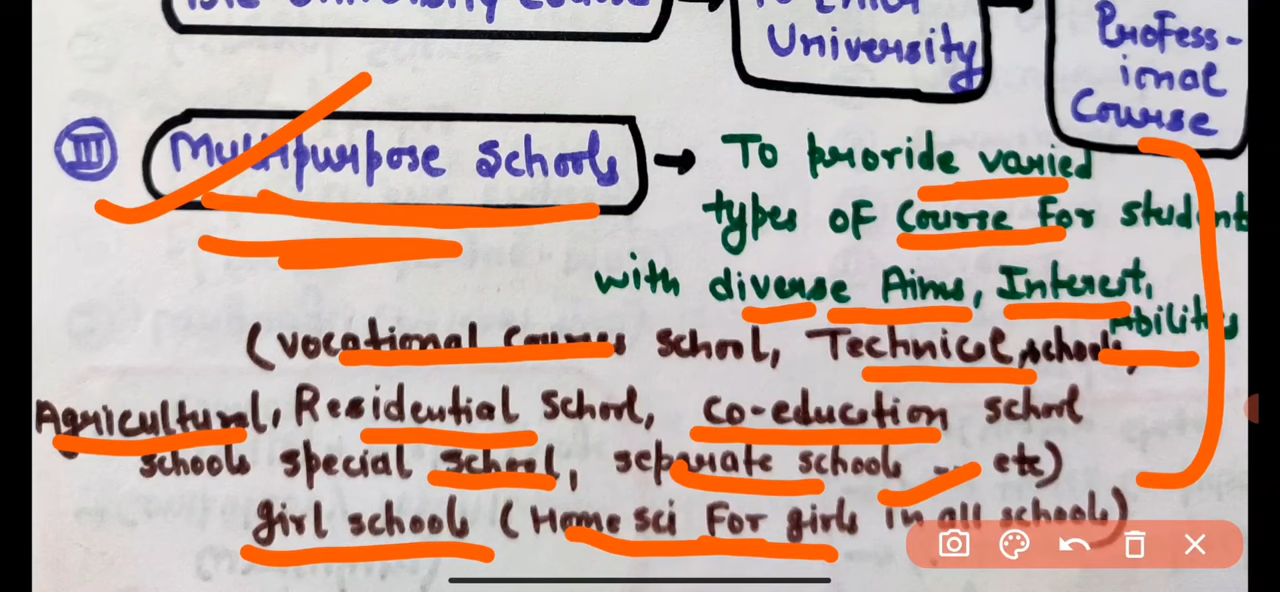 University
Profess-
ional
Course
III Multipurpose Schools → To provide varied
types of Course For student
with diverse Aims, Interest,
Abilities
(vocational Courses school, Technical schools,
Agricultural, Residential school, co-education school
schools special school, separate schools -- etc)
girl schools (Home sci For girls in all schools)